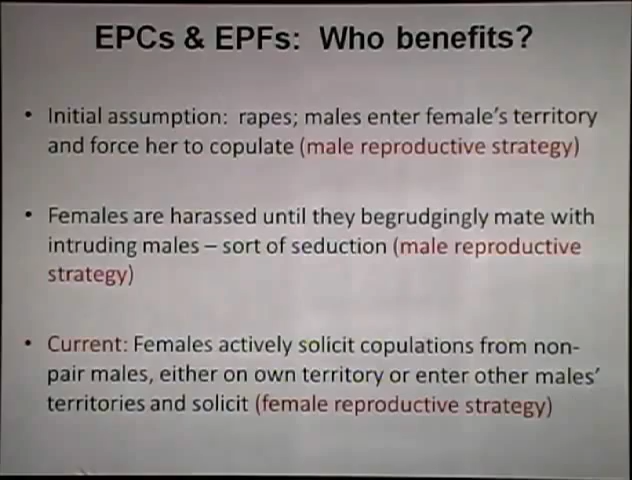 EPCs & EPFs: Who benefits?
• Initial assumption: rapes; males enter female's territory
and force her to copulate (male reproductive strategy)
• Females are harassed until they begrudgingly mate with
intruding males – sort of seduction (male reproductive
strategy)
• Current: Females actively solicit copulations from non-
pair males, either on own territory or enter other males'
territories and solicit (female reproductive strategy)